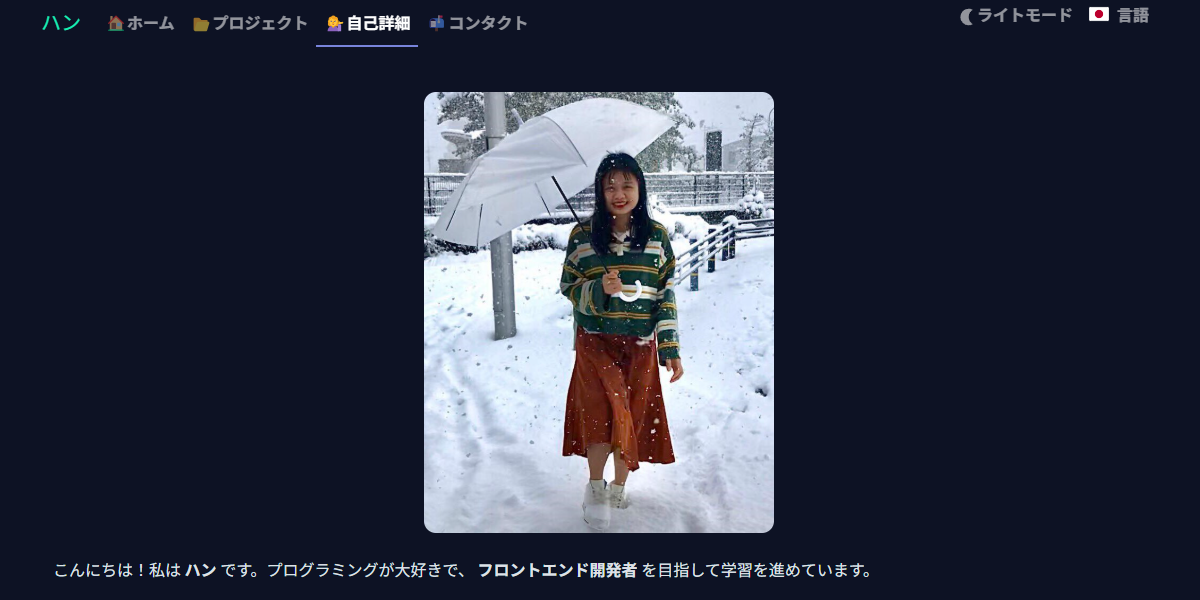 ハン ホーム プロジェクト 自己詳細 コンタクト ライトモード 言語
こんにちは！私は ハン です。プログラミングが大好きで、 フロントエンド開発者 を目指して学習を進めています。